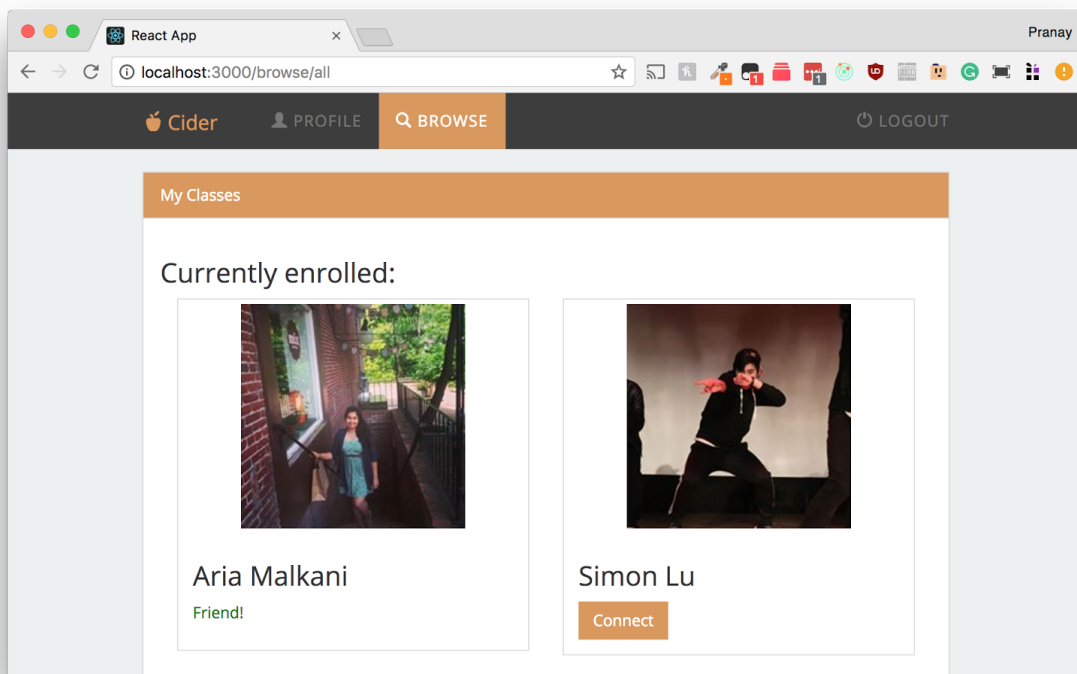 React App
Pranay
localhost:3000/browse/all
Cider PROFILE BROWSE LOGOUT
My Classes
Currently enrolled:
Aria Malkani
Friend!
Simon Lu
Connect